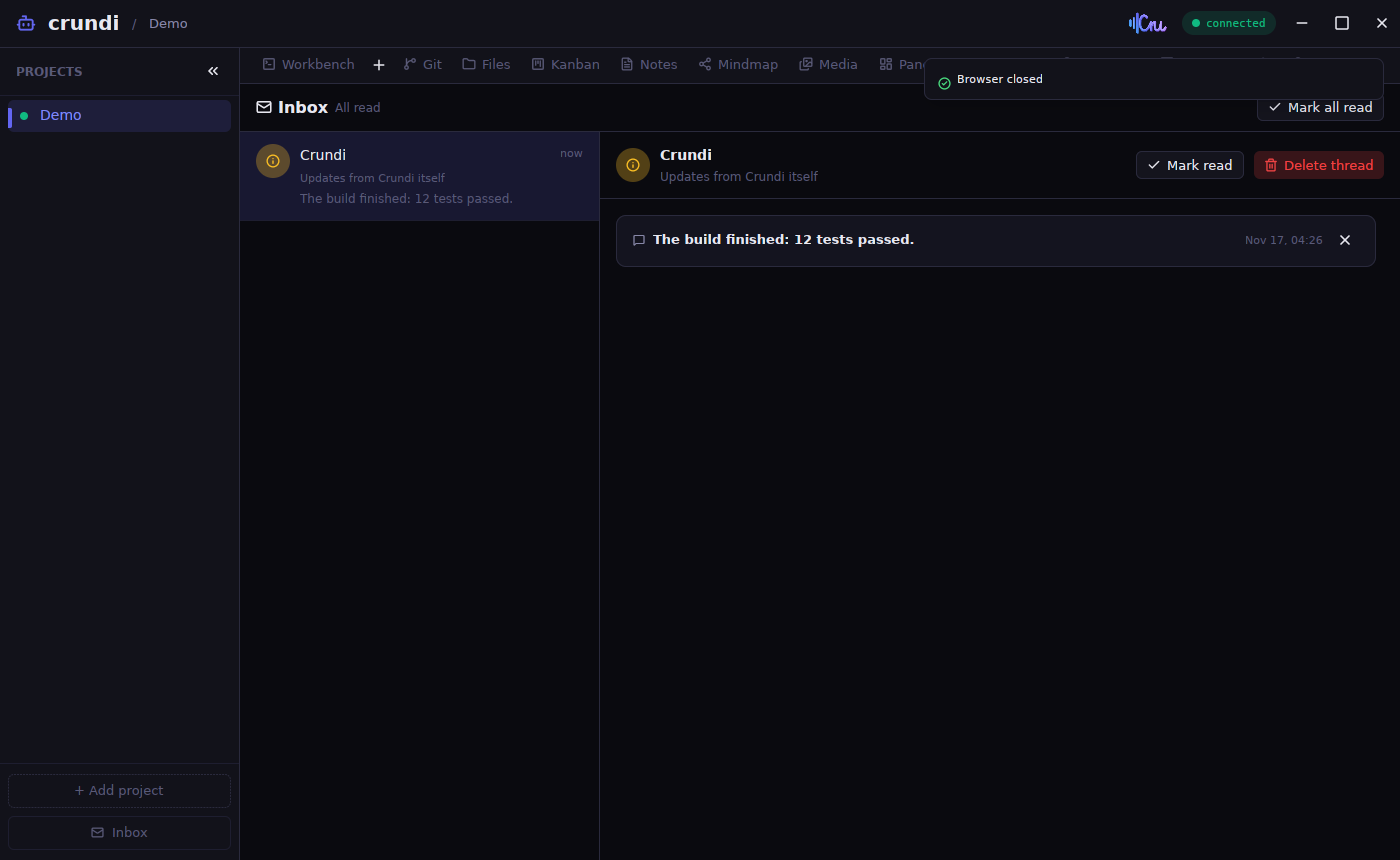 crundi / Demo
Cru
connected
PROJECTS
Demo
+ Add project
Inbox
Workbench
Git
Files
Kanban
Notes
Mindmap
Media
Browser closed
Inbox All read
Mark all read
Crundi
now
Updates from Crundi itself
The build finished: 12 tests passed.
Crundi
Updates from Crundi itself
Mark read
Delete thread
The build finished: 12 tests passed.
Nov 17, 04:26